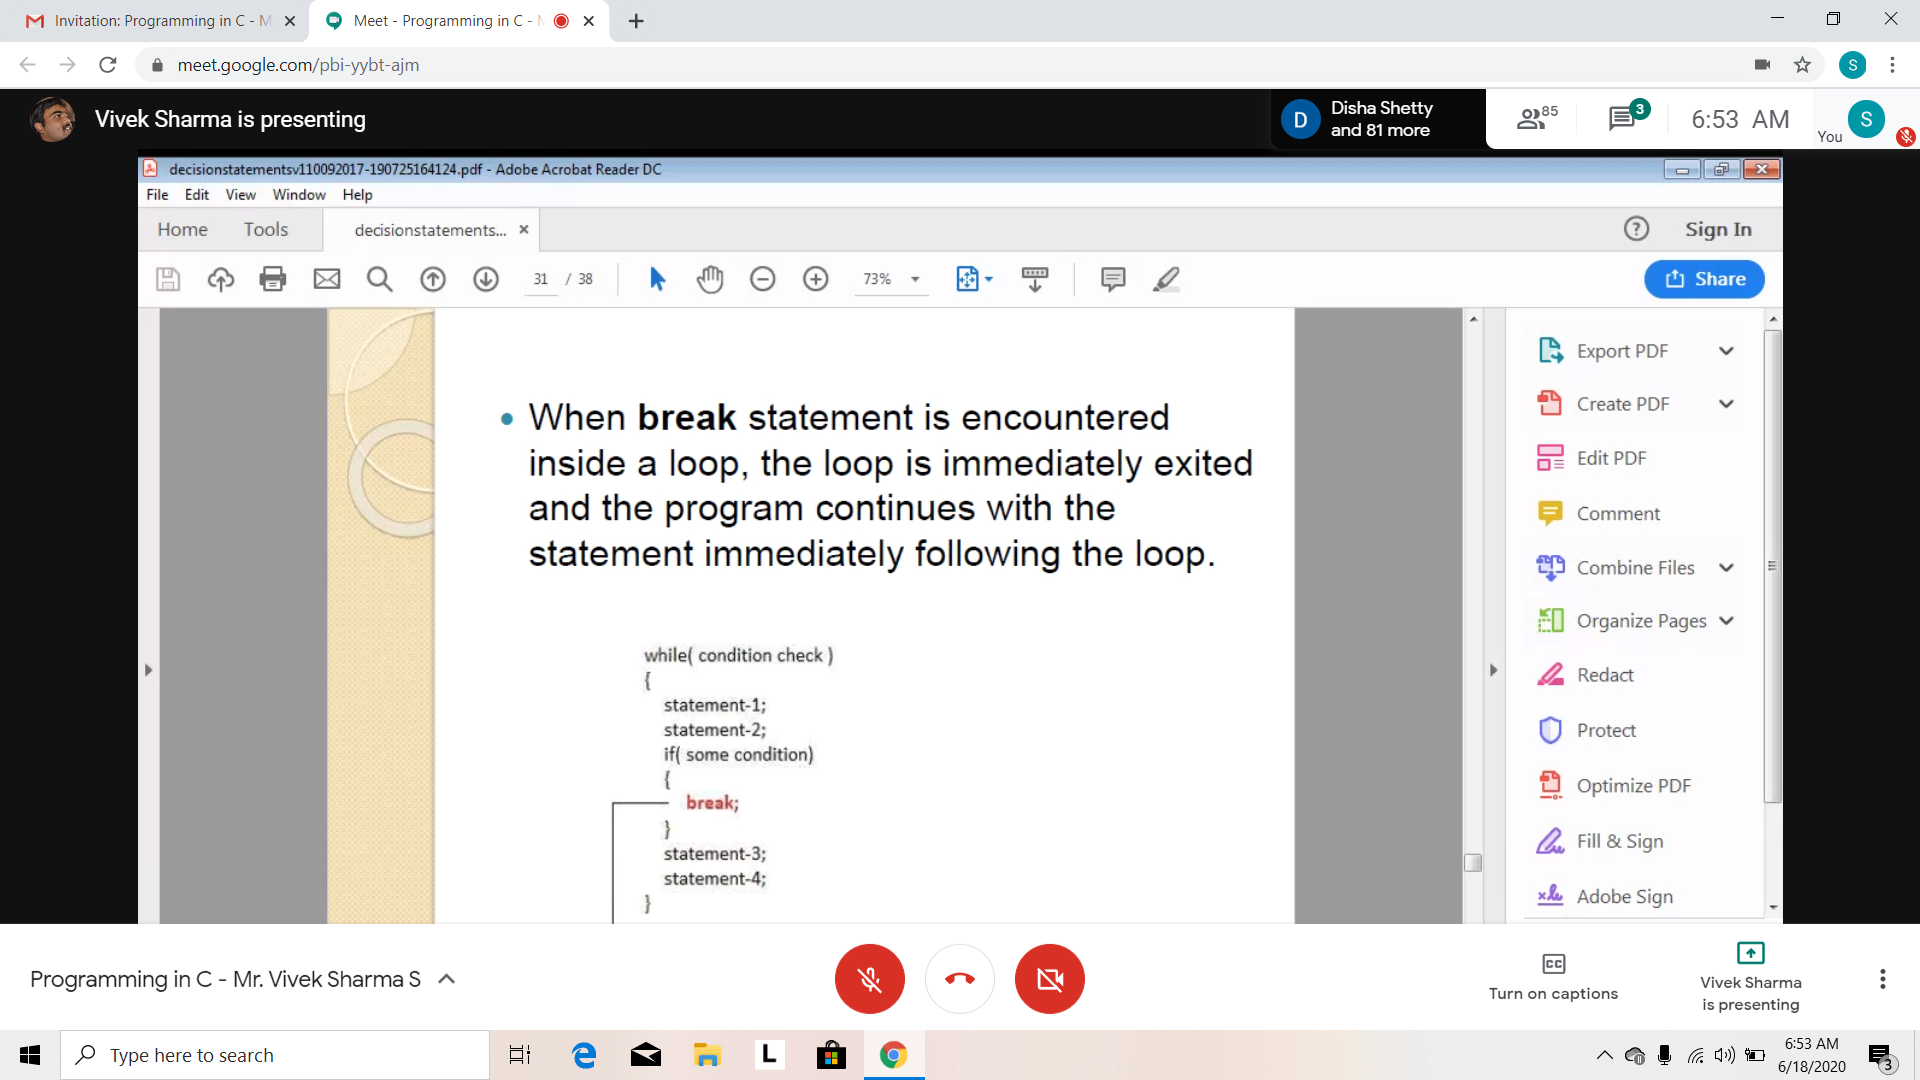 Invitation: Programming in C - M
Meet - Programming in C - M
meet.google.com/pbi-yybt-ajm
S
Vivek Sharma is presenting
D
Disha Shetty
and 81 more
85
3
6:53 AM
You
S
decisionstatementsv110092017-190725164124.pdf - Adobe Acrobat Reader DC
File Edit View Window Help
Home Tools decisionstatements... Sign In
31 / 38 73% Share
• When break statement is encountered
inside a loop, the loop is immediately exited
and the program continues with the
statement immediately following the loop.
while( condition check )
{
statement-1;
statement-2;
if( some condition)
{
break;
}
statement-3;
statement-4;
}
Export PDF
Create PDF
Edit PDF
Comment
Combine Files
Organize Pages
Redact
Protect
Optimize PDF
Fill & Sign
Adobe Sign
Programming in C - Mr. Vivek Sharma S
CC
Turn on captions
Vivek Sharma
is presenting
Type here to search
L
6:53 AM
6/18/2020
3